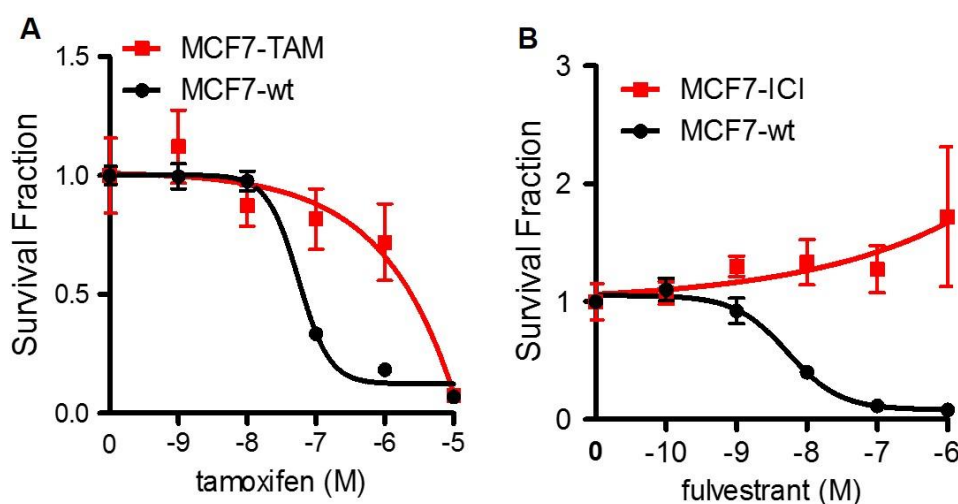 A
MCF7-TAM
MCF7-wt
Survival Fraction
1.5
1.0
0.5
0.0
0 -9 -8 -7 -6 -5
tamoxifen (M)
B
MCF7-ICI
MCF7-wt
Survival Fraction
3
2
1
0
0 -10 -9 -8 -7 -6
fulvestrant (M)